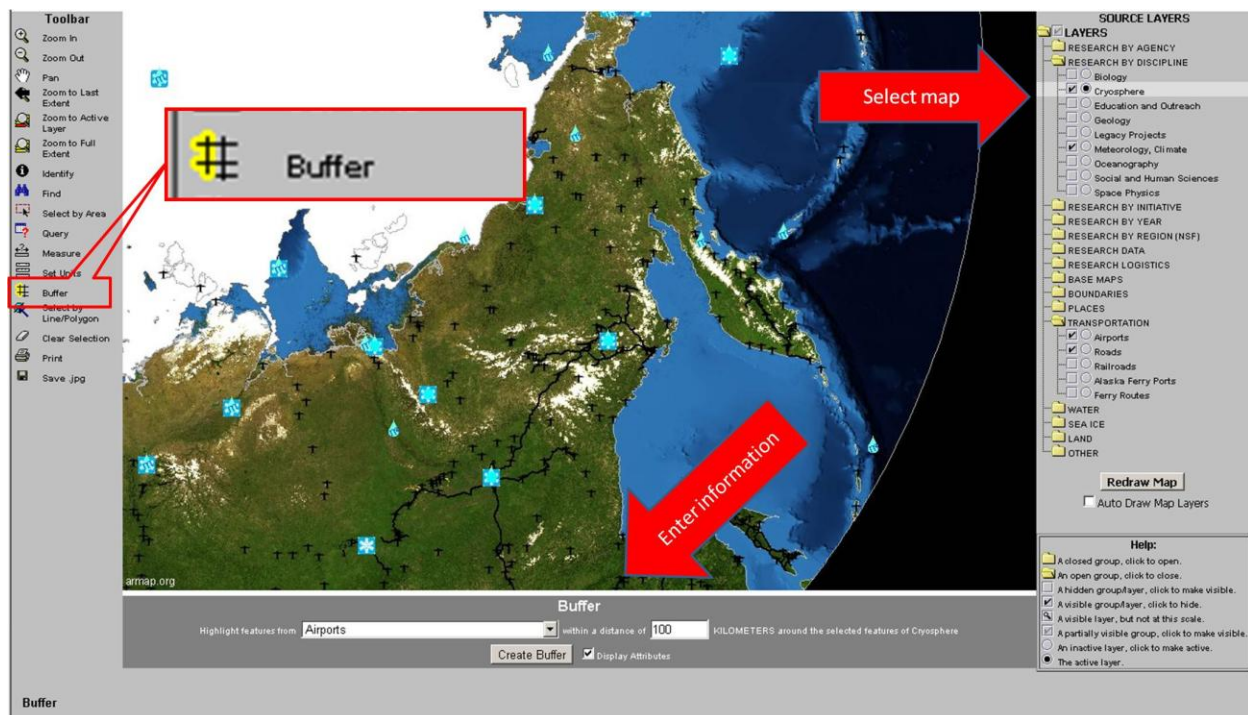 Toolbar
Zoom In
Zoom Out
Pan
Zoom to Last
Extent
Zoom to Active
Layer
Zoom to Full
Extent
Identify
Find
Select by Area
Query
Measure
Set Units
Buffer
Select by
Line/Polygon
Clear Selection
Print
Save .jpg
Buffer
Select map
Enter information
armap.org
Buffer
Highlight features from Airports within a distance of 100 KILOMETERS around the selected features of Cryosphere
Create Buffer Display Attributes
SOURCE LAYERS
LAYERS
RESEARCH BY AGENCY
RESEARCH BY DISCIPLINE
Biology
Cryosphere
Education and Outreach
Geology
Legacy Projects
Meteorology, Climate
Oceanography
Social and Human Sciences
Space Physics
RESEARCH BY INITIATIVE
RESEARCH BY YEAR
RESEARCH BY REGION (NSF)
RESEARCH DATA
RESEARCH LOGISTICS
BASE MAPS
BOUNDARIES
PLACES
TRANSPORTATION
Airports
Roads
Railroads
Alaska Ferry Ports
Ferry Routes
WATER
SEA ICE
LAND
OTHER
Redraw Map
Auto Draw Map Layers
Help:
A closed group, click to open.
An open group, click to close.
A hidden group/layer, click to make visible.
A visible group/layer, click to hide.
A visible layer, but not at this scale.
A partially visible group, click to make visible.
An inactive layer, click to make active.
The active layer.
Buffer